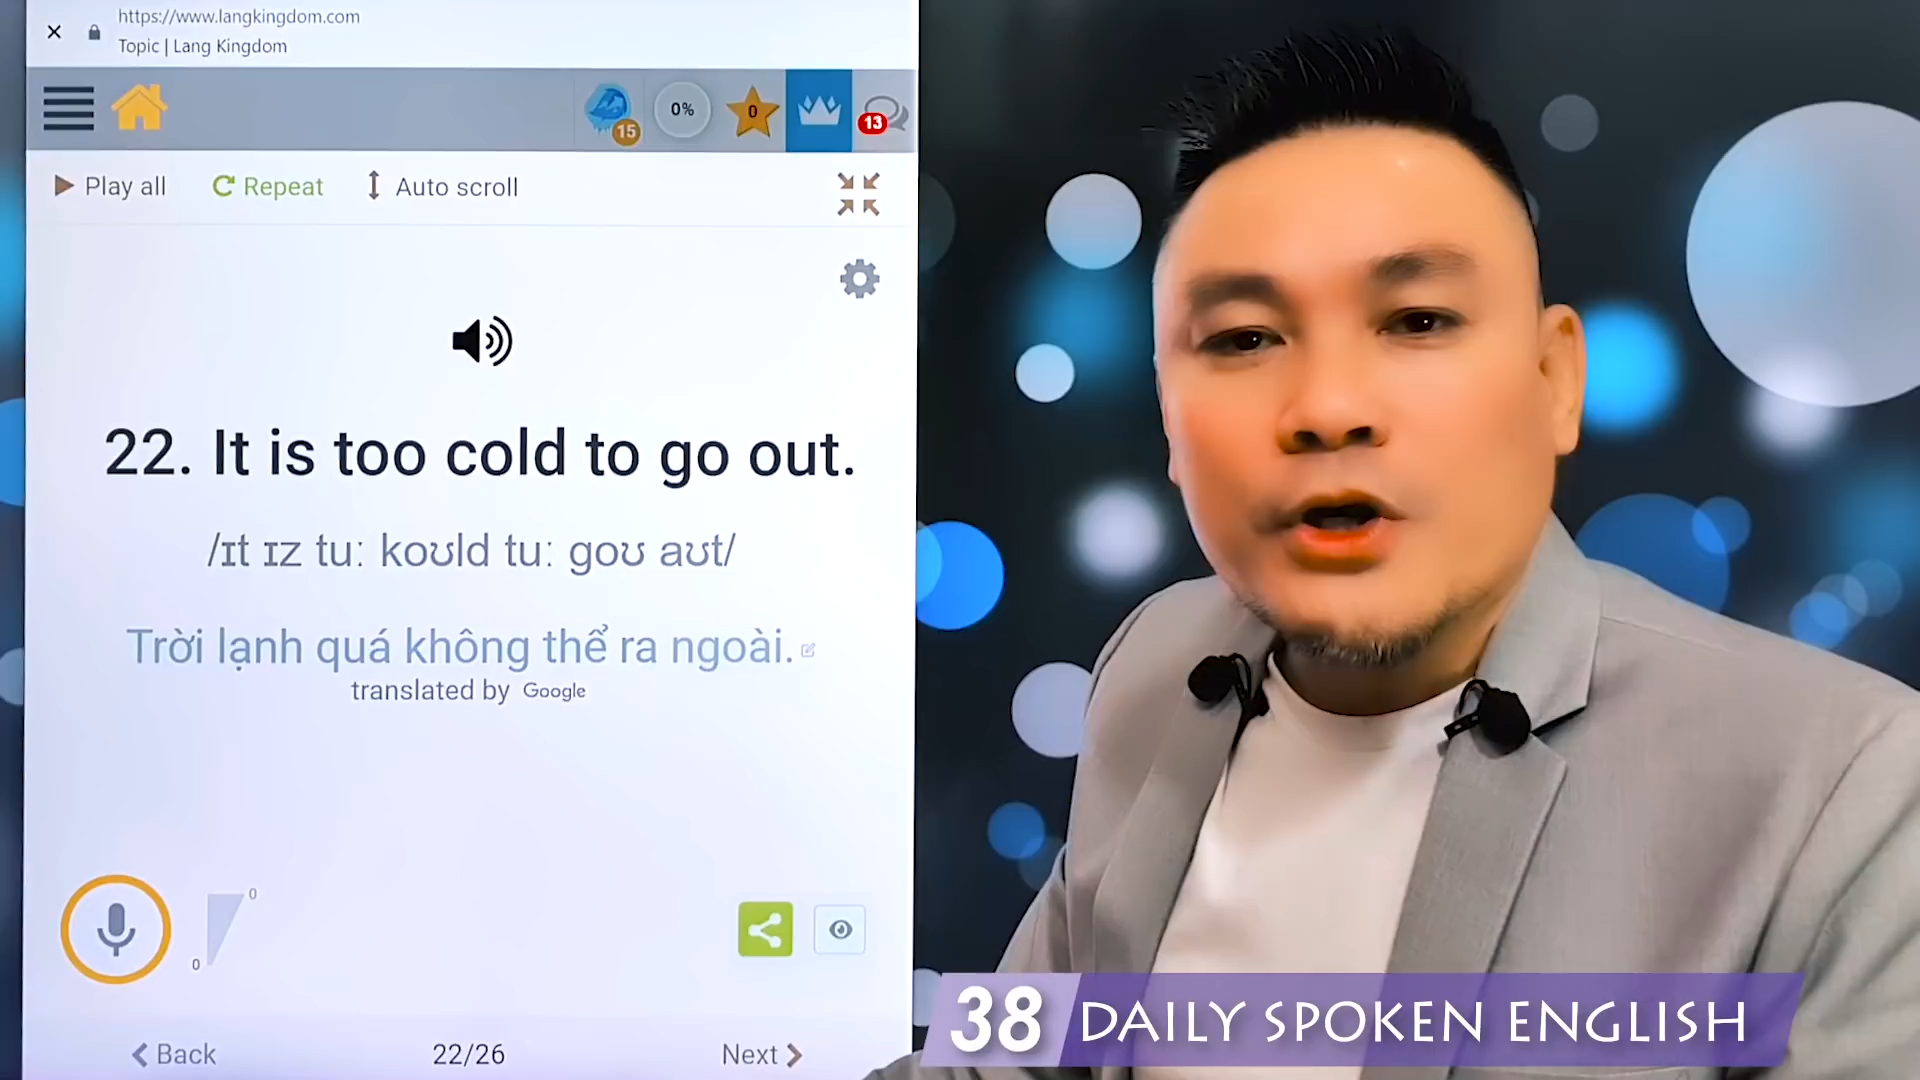 https://www.langkingdom.com
Topic | Lang Kingdom
15
0%
0
13
Play all
Repeat
Auto scroll
22. It is too cold to go out.
/ɪt ɪz tuː koʊld tuː goʊ aʊt/
Trời lạnh quá không thể ra ngoài.
translated by Google
0
0
Back
22/26
Next
38 DAILY SPOKEN ENGLISH